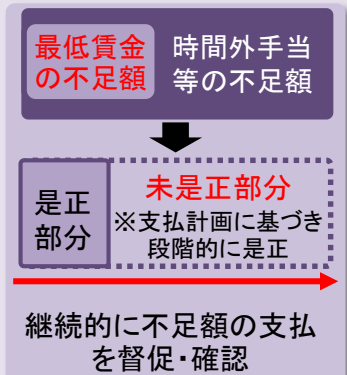 最低賃金
の不足額
時間外手当
等の不足額
是正
部分
未是正部分
※支払計画に基づき
段階的に是正
継続的に不足額の支払
を督促・確認